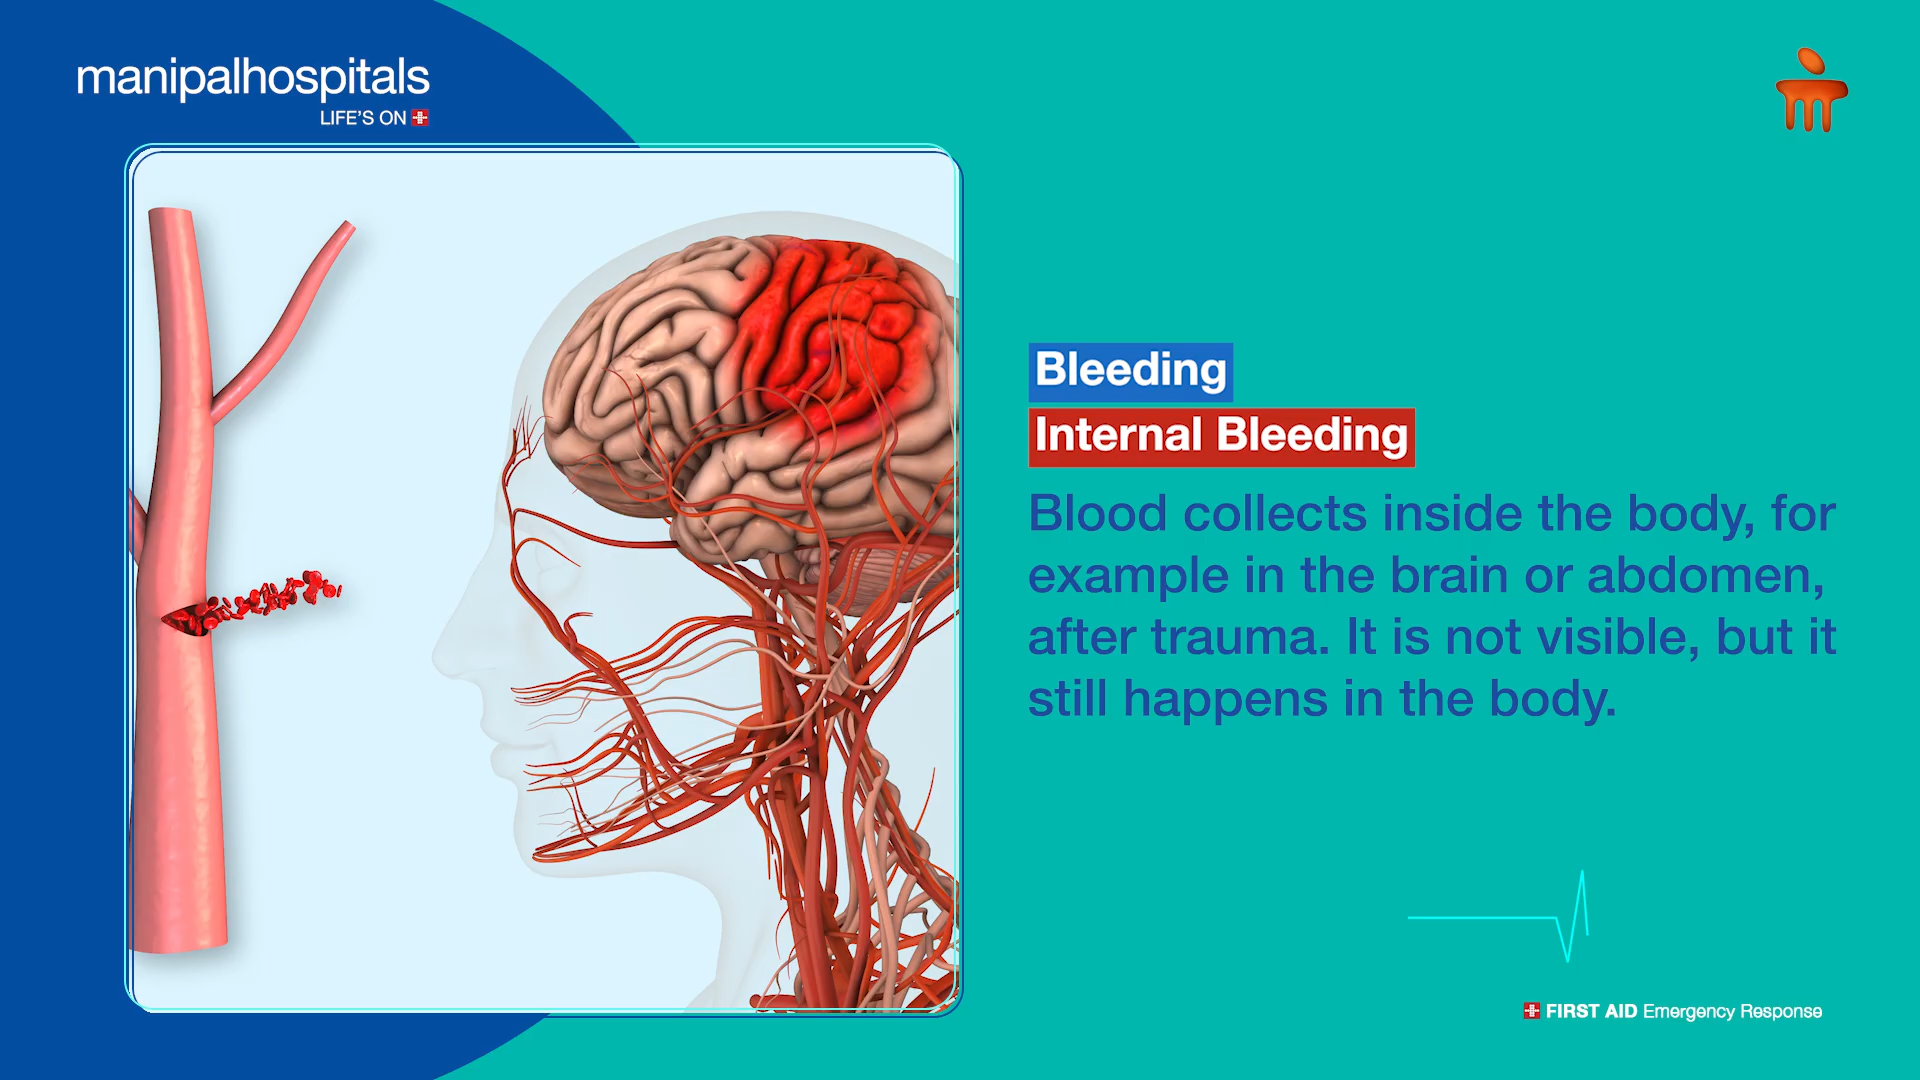 manipalhospitals
LIFE'S ON
Bleeding
Internal Bleeding
Blood collects inside the body, for
example in the brain or abdomen,
after trauma. It is not visible, but it
still happens in the body.
FIRST AID Emergency Response